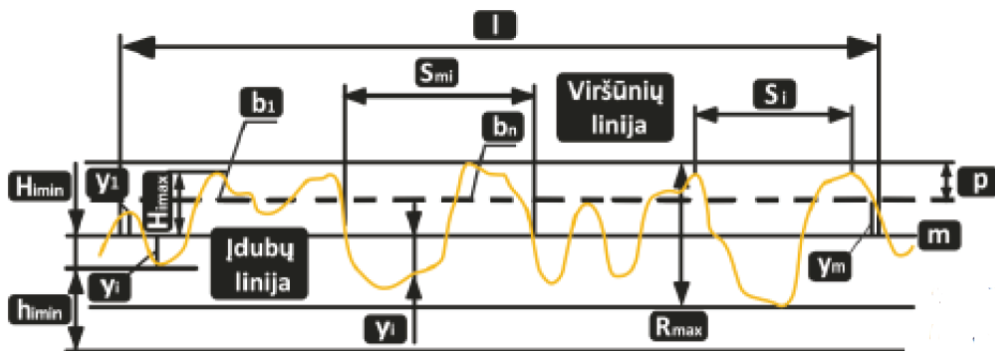 l
Smi
Viršūnių
linija
Si
b1
bn
Himin
y1
Himax
p
Įdubų
linija
m
yi
ym
himin
yi
Rmax